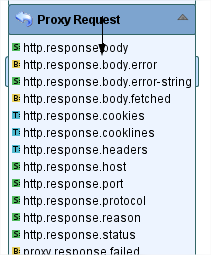 Proxy Request
S http.response.body
B http.response.body.error
S http.response.body.error-string
B http.response.body.fetched
T http.response.cookies
T http.response.cooklines
T http.response.headers
S http.response.host
S http.response.port
S http.response.protocol
S http.response.reason
S http.response.status
B proxy.response.failed